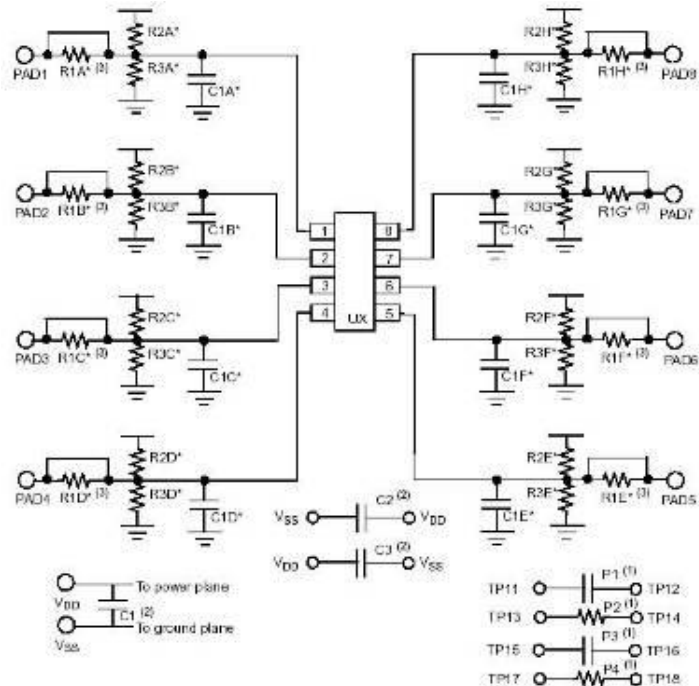 R2A*
R2H*
PAD1
R1A* (3)
R3A*
C1A*
C1H*
R3H*
R1H* (3)
PAD8
R2B*
R2G*
PAD2
R1B* (3)
R3B*
C1B*
C1G*
R3G*
R1G* (3)
PAD7
1
8
2
7
3
6
4
5
UX
R2C*
R2F*
PAD3
R1C* (3)
R3C*
C1C*
C1F*
R3F*
R1F* (3)
PAD6
R2D*
R2E*
PAD4
R1D* (3)
R3D*
C1D*
C1E*
R3E*
R1E* (3)
PAD5
C2 (2)
VSS
VDD
C3 (2)
VDD
VSS
To power plane
VDD
C1 (2)
To ground plane
VSS
P1 (1)
TP11
TP12
P2 (1)
TP13
TP14
P3 (1)
TP15
TP16
P4 (1)
TP17
TP18